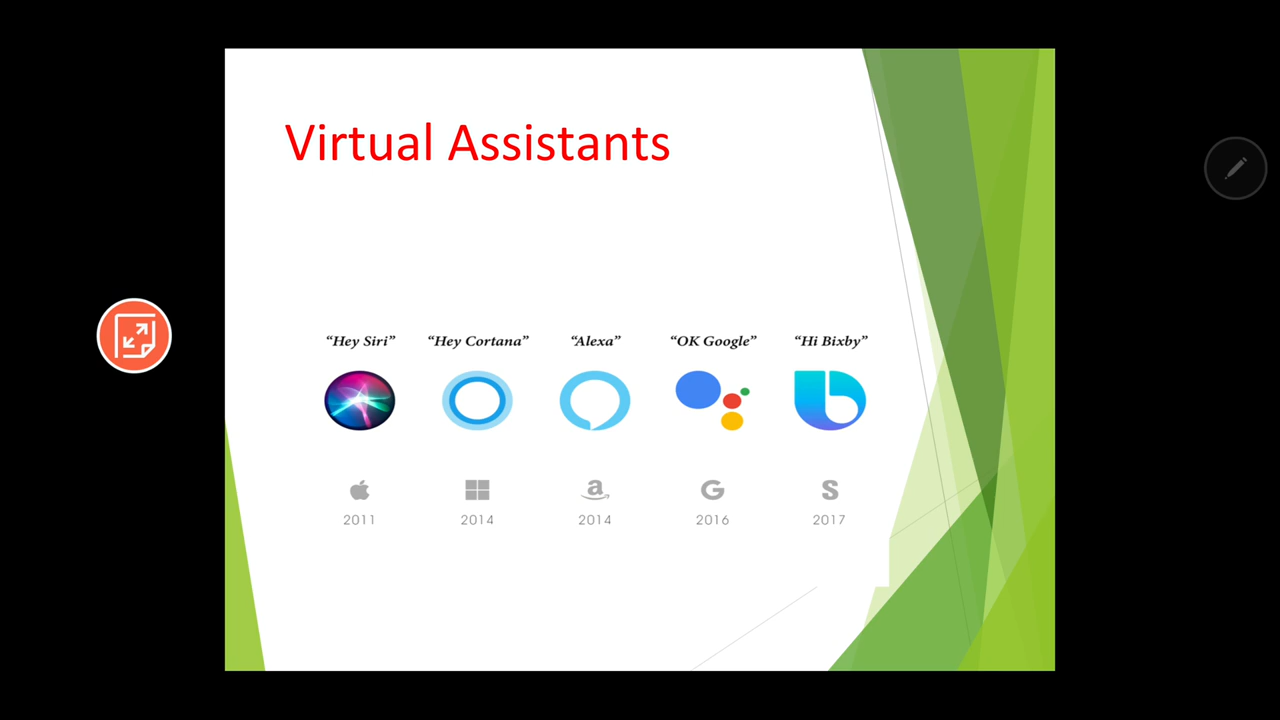 Virtual Assistants
“Hey Siri” “Hey Cortana” “Alexa” “OK Google” “Hi Bixby”
2011 2014 2014 2016 2017